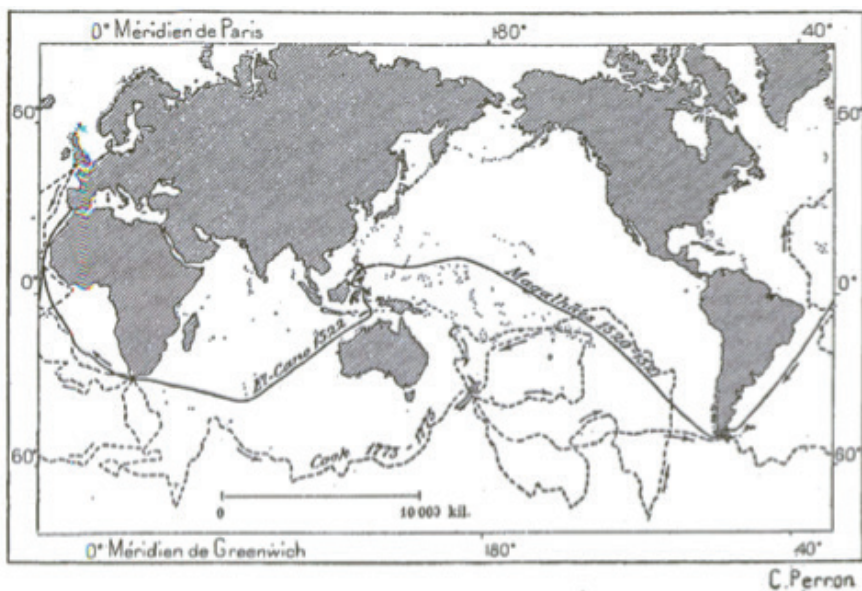 0° Méridien de Paris 180° 40°
60° 60°
0° 0°
Magalhães 1520-1521
El-Cano 1522
Cook 1773 1775
60° 60°
0 10 000 kil.
0° Méridien de Greenwich 180° 40°
C. Perron